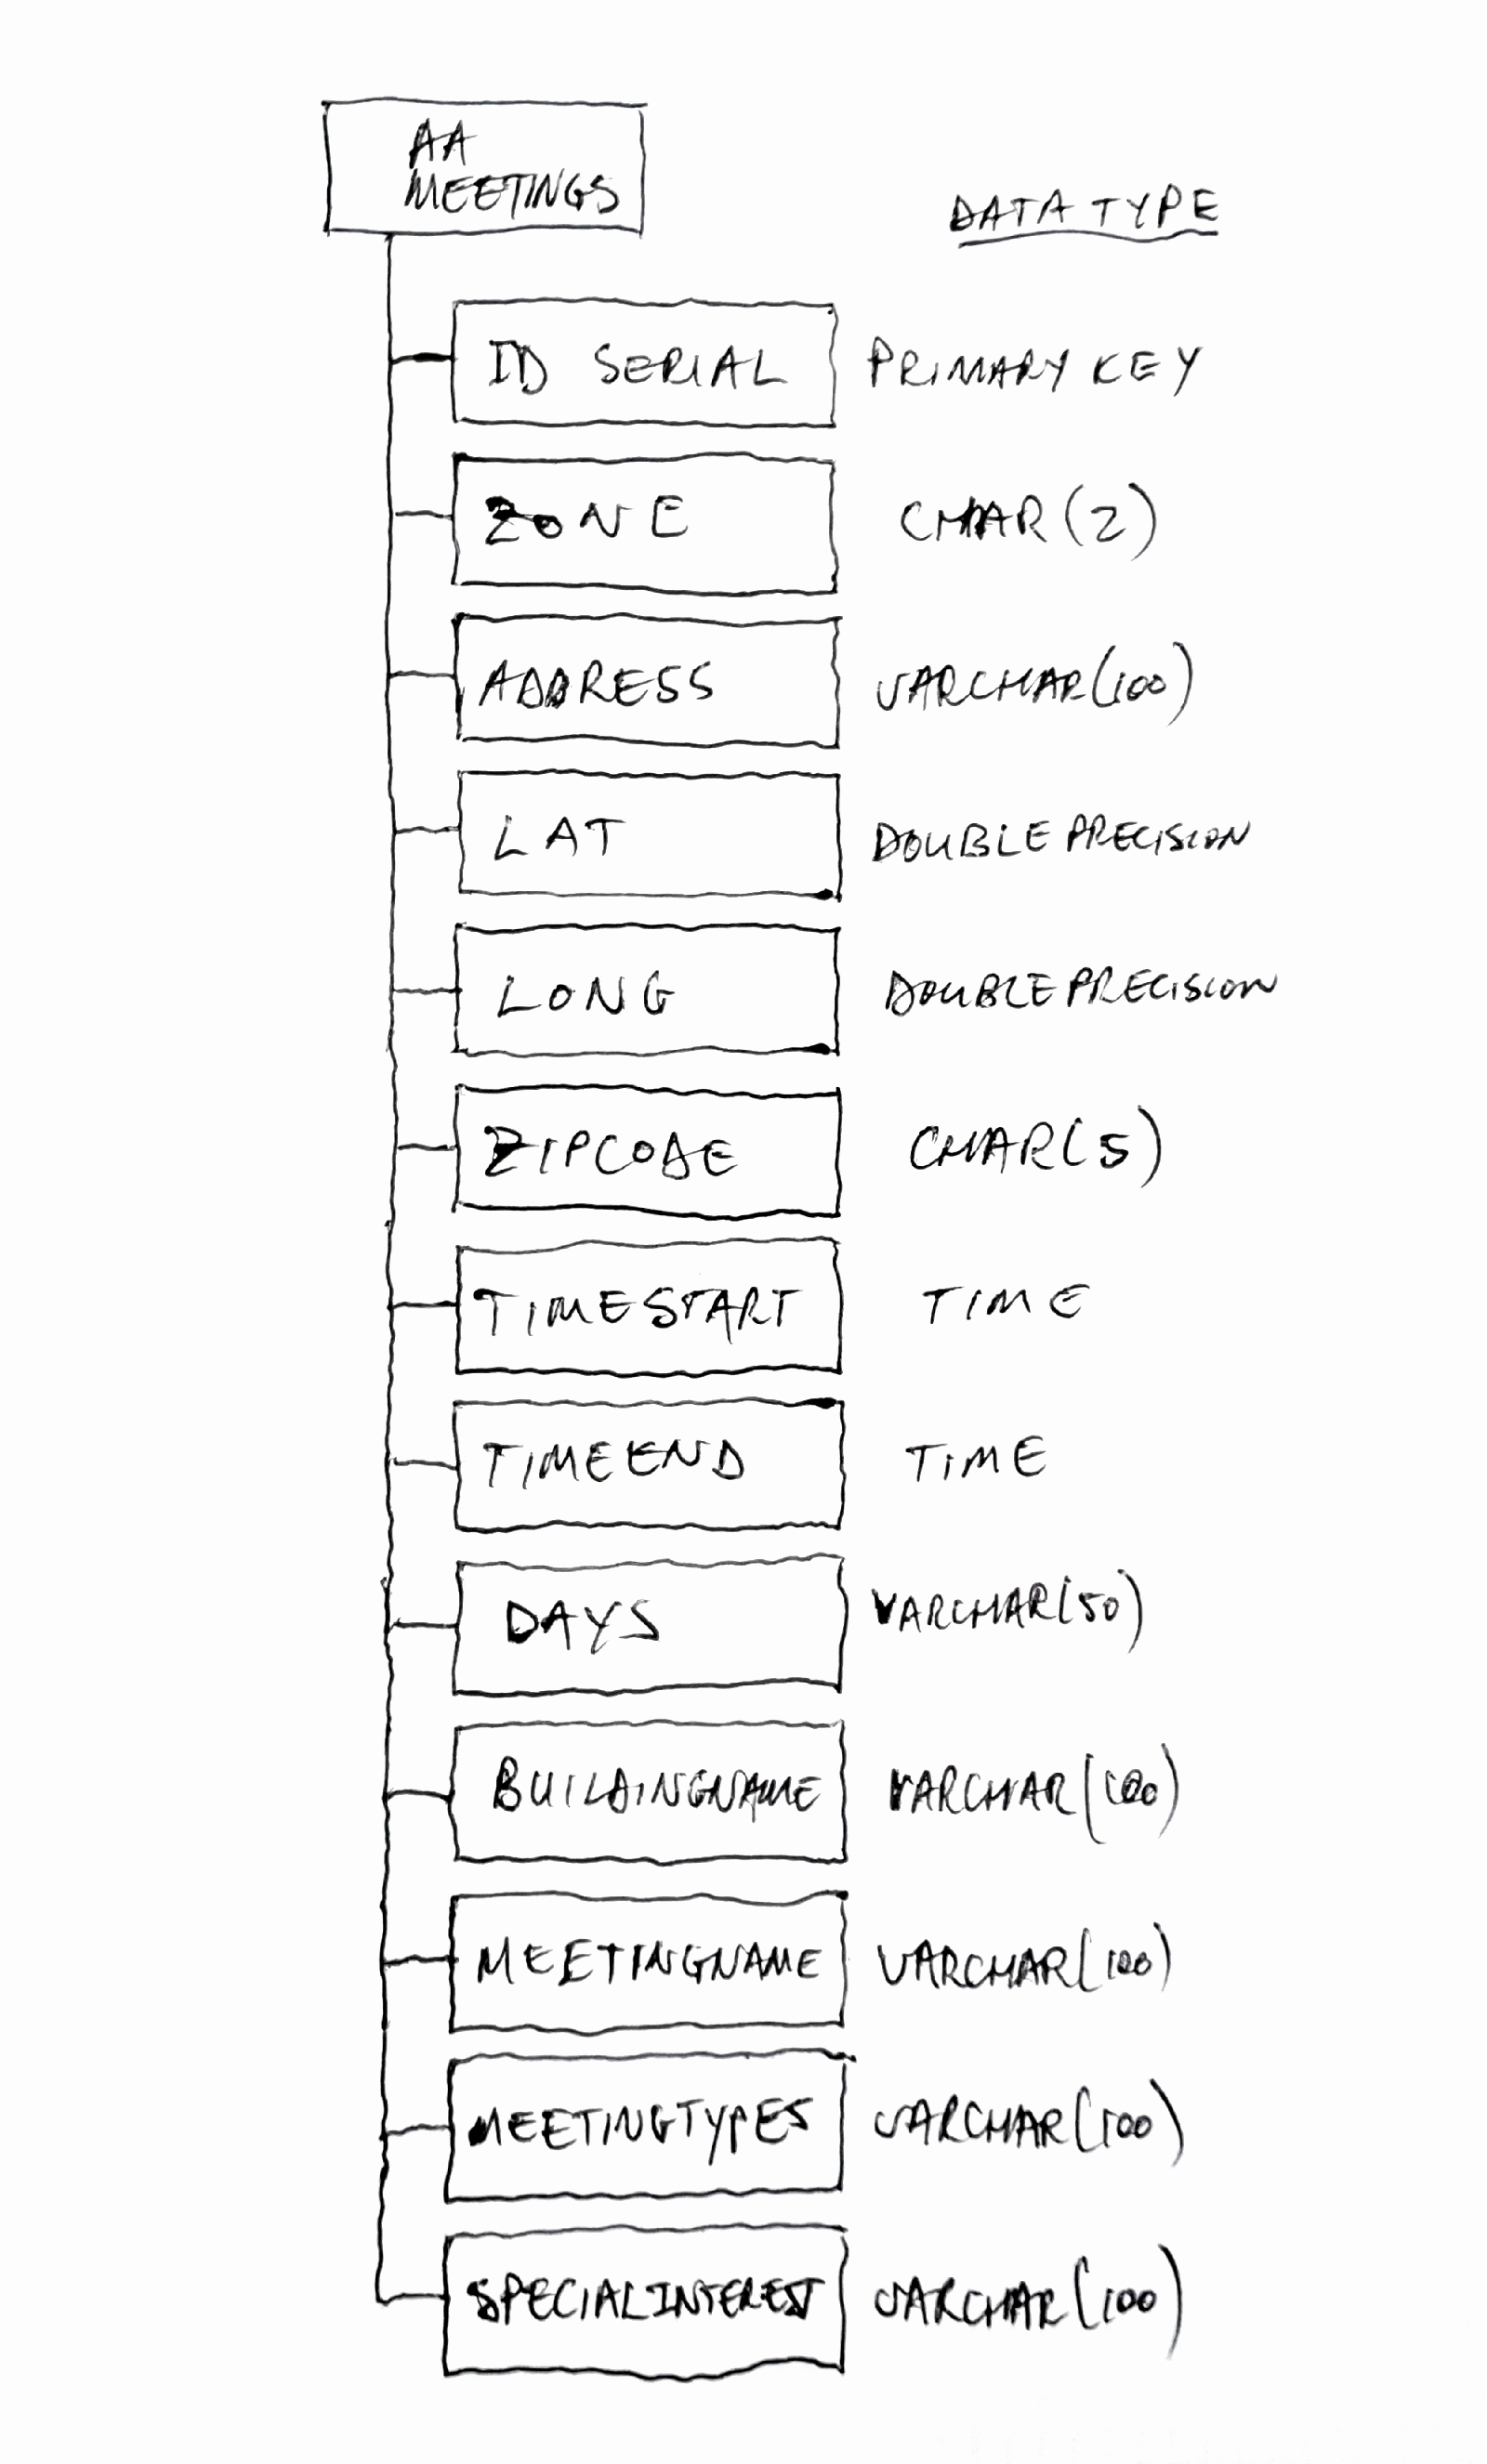 AA
MEETINGS
DATA TYPE
ID SERIAL PRIMARY KEY
ZONE CHAR(2)
ADDRESS VARCHAR(100)
LAT DOUBLE PRECISION
LONG DOUBLE PRECISION
ZIPCODE CHAR(5)
TIMESTART TIME
TIMEEND TIME
DAYS VARCHAR(50)
BUILDINGNAME VARCHAR(100)
MEETINGNAME VARCHAR(100)
MEETINGTYPES VARCHAR(100)
SPECIALINTEREST VARCHAR(100)